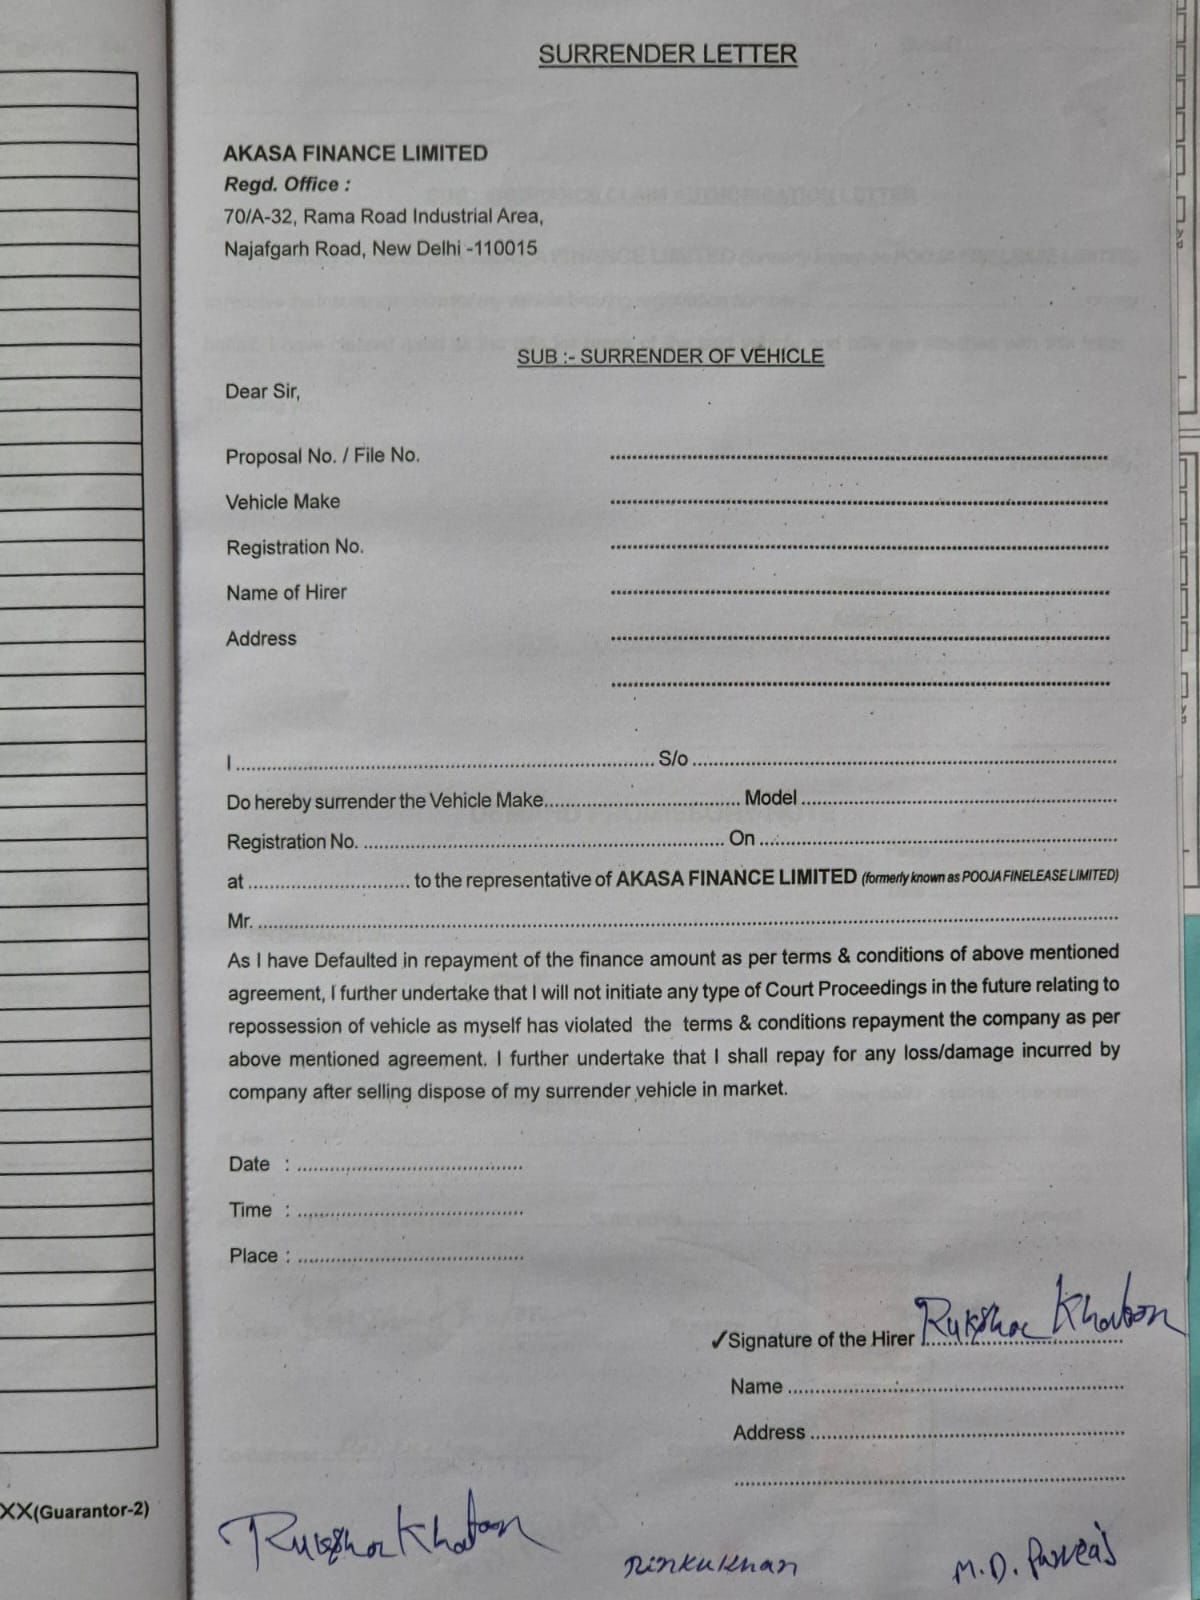 SURRENDER LETTER
AKASA FINANCE LIMITED
Regd. Office :
70/A-32, Rama Road Industrial Area,
Najafgarh Road, New Delhi -110015
SUB :- SURRENDER OF VEHICLE
Dear Sir,
Proposal No. / File No. ........................................
Vehicle Make ........................................
Registration No. ........................................
Name of Hirer ........................................
Address ........................................
........................................
I ........................................ S/o ........................................
Do hereby surrender the Vehicle Make.................... Model ........................................
Registration No. ........................................ On ........................................
at .................... to the representative of AKASA FINANCE LIMITED (formerly known as POOJA FINELEASE LIMITED)
Mr. ........................................
As I have Defaulted in repayment of the finance amount as per terms & conditions of above mentioned
agreement, I further undertake that I will not initiate any type of Court Proceedings in the future relating to
repossession of vehicle as myself has violated the terms & conditions repayment the company as per
above mentioned agreement. I further undertake that I shall repay for any loss/damage incurred by
company after selling dispose of my surrender vehicle in market.
Date : ....................
Time : ....................
Place : ....................
✓Signature of the Hirer Rukshar Khatoon
Name ....................
Address ....................
........................................
XX(Guarantor-2)
Rukshar Khatoon
Rinku Khan
M.D. Parveaj